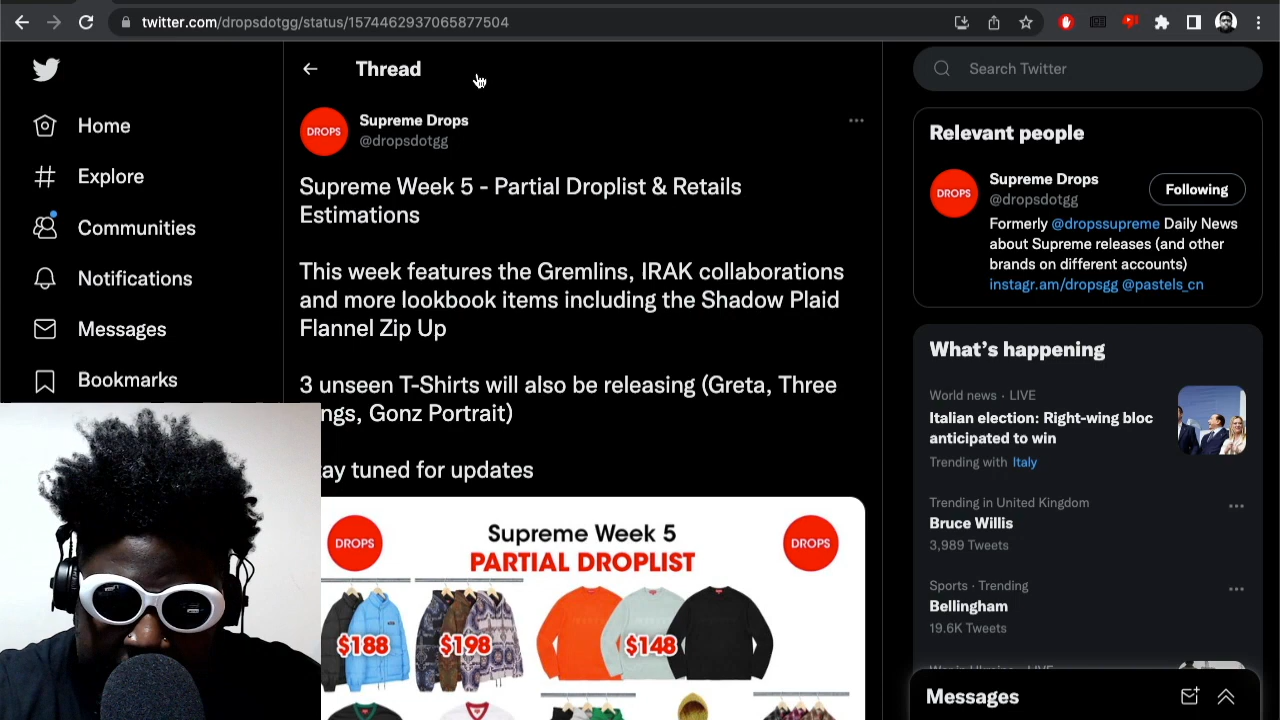 twitter.com/dropsdotgg/status/1574462937065877504
Home
Explore
Communities
Notifications
Messages
Bookmarks
Thread
DROPS
Supreme Drops
@dropsdotgg
Supreme Week 5 - Partial Droplist & Retails
Estimations
This week features the Gremlins, IRAK collaborations
and more lookbook items including the Shadow Plaid
Flannel Zip Up
3 unseen T-Shirts will also be releasing (Greta, Three
ngs, Gonz Portrait)
tay tuned for updates
DROPS
Supreme Week 5
PARTIAL DROPLIST
DROPS
$188
$198
$148
Search Twitter
Relevant people
DROPS
Supreme Drops
@dropsdotgg
Following
Formerly @dropssupreme Daily News
about Supreme releases (and other
brands on different accounts)
instagr.am/dropsgg @pastels_cn
What's happening
World news · LIVE
Italian election: Right-wing bloc
anticipated to win
Trending with Italy
Trending in United Kingdom
Bruce Willis
3,989 Tweets
Sports · Trending
Bellingham
19.6K Tweets
Messages